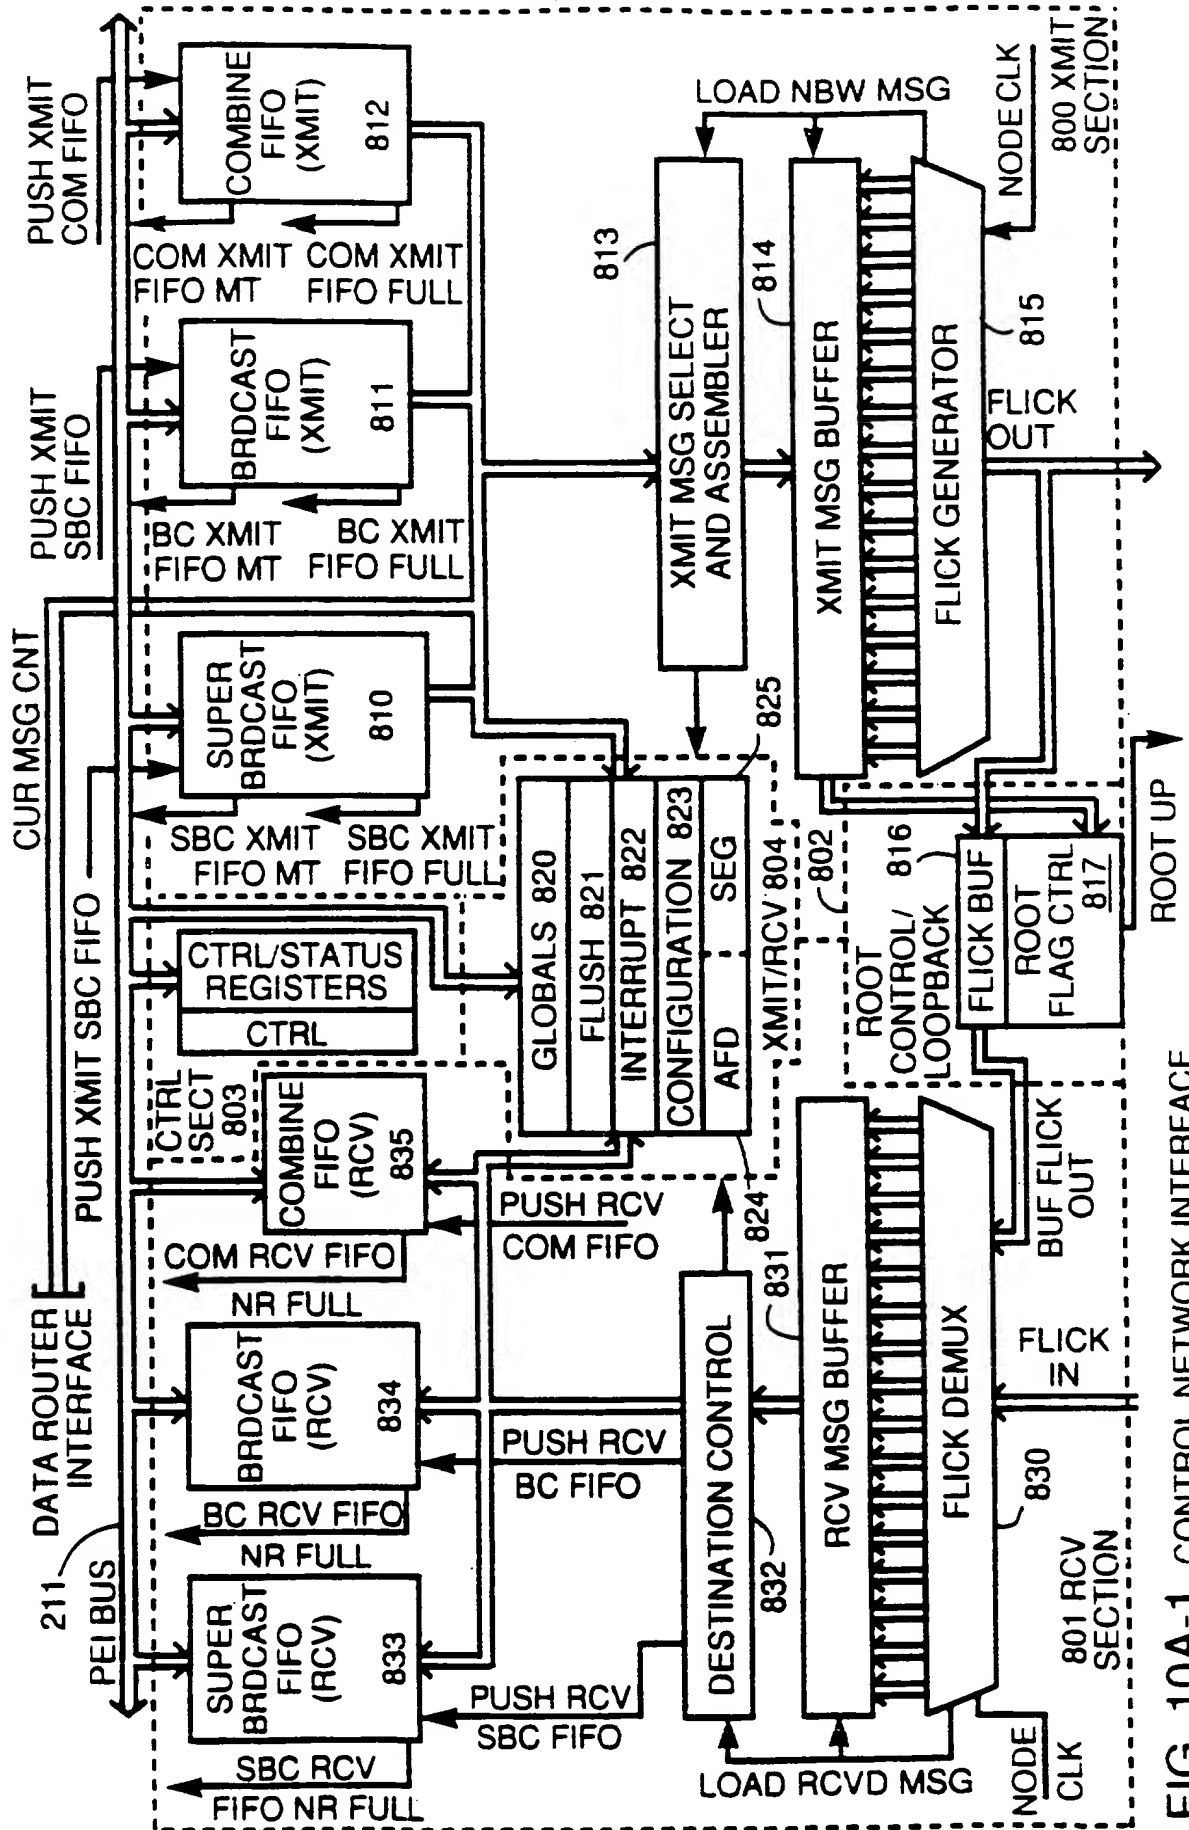 DATA ROUTER
INTERFACE
CUR MSG CNT
211
PEI BUS
PUSH XMIT SBC FIFO
PUSH XMIT
SBC FIFO
PUSH XMIT
COM FIFO
SUPER
BRDCAST
FIFO
(RCV)
833
SBC RCV
FIFO NR FULL
BRDCAST
FIFO
(RCV)
834
BC RCV FIFO
NR FULL
COMBINE
FIFO
(RCV)
835
COM RCV FIFO
NR FULL
CTRL
SECT
803
CTRL/STATUS
REGISTERS
CTRL
SUPER
BRDCAST
FIFO
(XMIT)
810
SBC XMIT
FIFO MT
SBC XMIT
FIFO FULL
BRDCAST
FIFO
(XMIT)
811
BC XMIT
FIFO MT
BC XMIT
FIFO FULL
COMBINE
FIFO
(XMIT)
812
COM XMIT
FIFO MT
COM XMIT
FIFO FULL
PUSH RCV
SBC FIFO
PUSH RCV
BC FIFO
PUSH RCV
COM FIFO
GLOBALS 820
FLUSH 821
INTERRUPT 822
CONFIGURATION 823
AFD
SEG
824
825
XMIT/RCV 804
802
DESTINATION CONTROL
832
RCV MSG BUFFER
831
FLICK DEMUX
830
LOAD RCVD MSG
NODE
CLK
801 RCV
SECTION
FLICK
IN
BUF FLICK
OUT
ROOT
CONTROL/
LOOPBACK
816
FLICK BUF
ROOT
FLAG CTRL
817
ROOT UP
XMIT MSG SELECT
AND ASSEMBLER
813
XMIT MSG BUFFER
814
FLICK GENERATOR
815
FLICK
OUT
LOAD NBW MSG
NODE CLK
800 XMIT
SECTION
FIG. 10A-1 CONTROL NETWORK INTERFACE